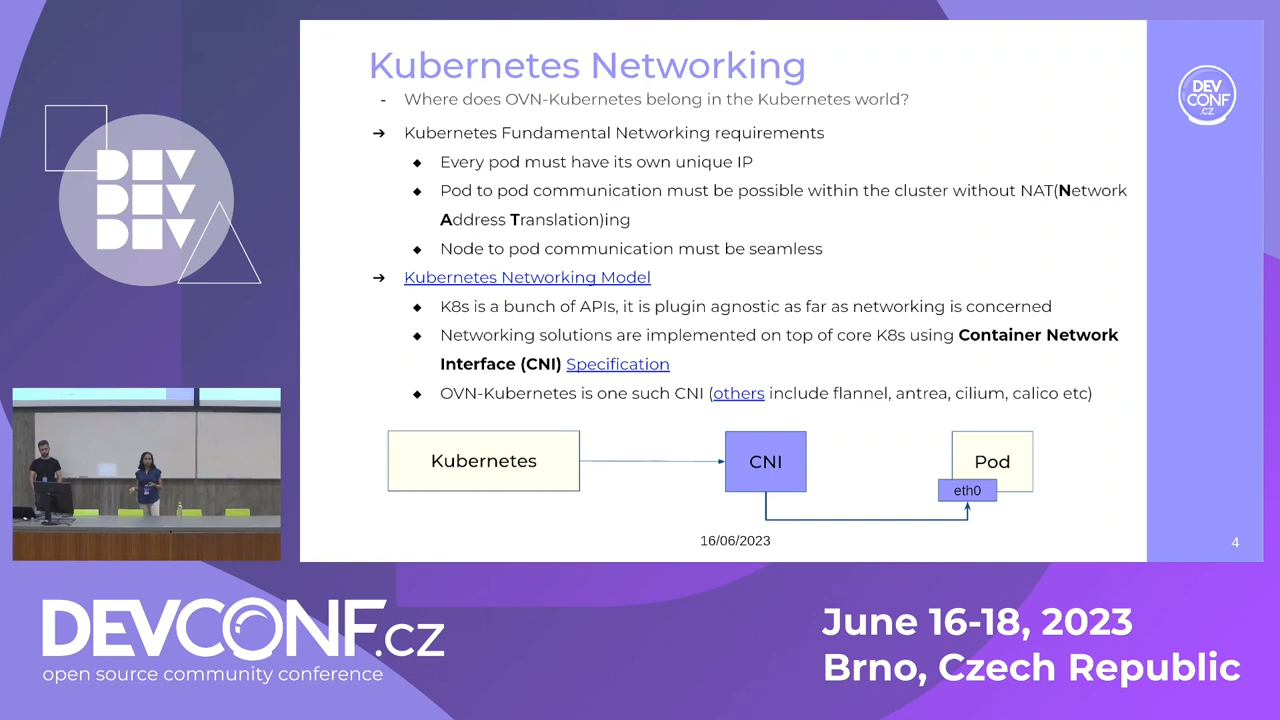 Kubernetes Networking
- Where does OVN-Kubernetes belong in the Kubernetes world?
➔ Kubernetes Fundamental Networking requirements
◆ Every pod must have its own unique IP
◆ Pod to pod communication must be possible within the cluster without NAT(Network
Address Translation)ing
◆ Node to pod communication must be seamless
➔ Kubernetes Networking Model
◆ K8s is a bunch of APIs, it is plugin agnostic as far as networking is concerned
◆ Networking solutions are implemented on top of core K8s using Container Network
Interface (CNI) Specification
◆ OVN-Kubernetes is one such CNI (others include flannel, antrea, cilium, calico etc)
Kubernetes
CNI
Pod
eth0
16/06/2023
4
DEV
CONF
.CZ
DEV
DEV
DEV
DEVCONF.cz
open source community conference
June 16-18, 2023
Brno, Czech Republic